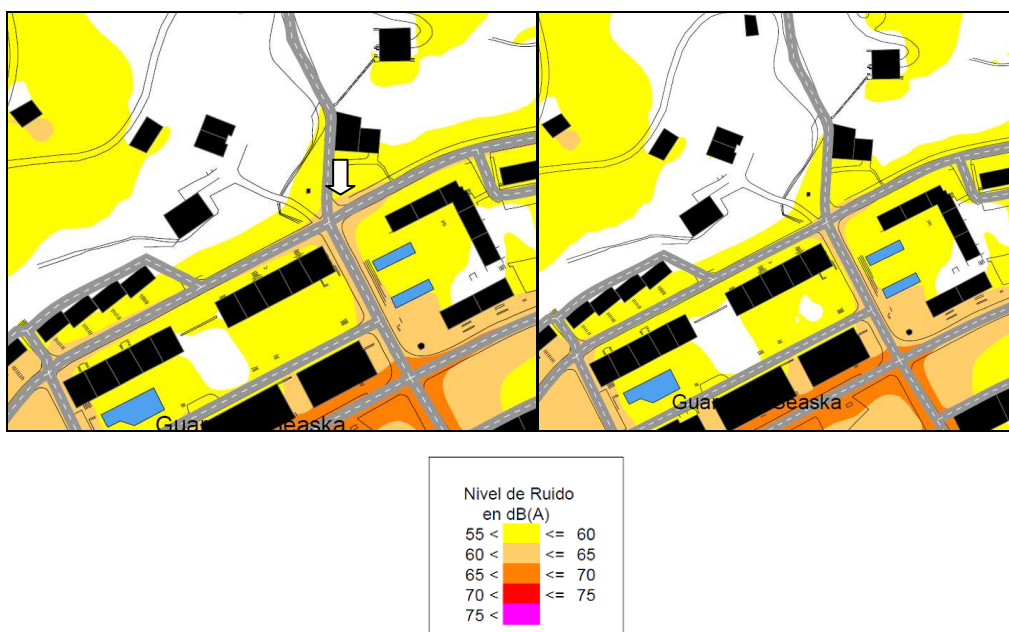 Nivel de Ruido
en dB(A)
55 < <= 60
60 < <= 65
65 < <= 70
70 < <= 75
75 <